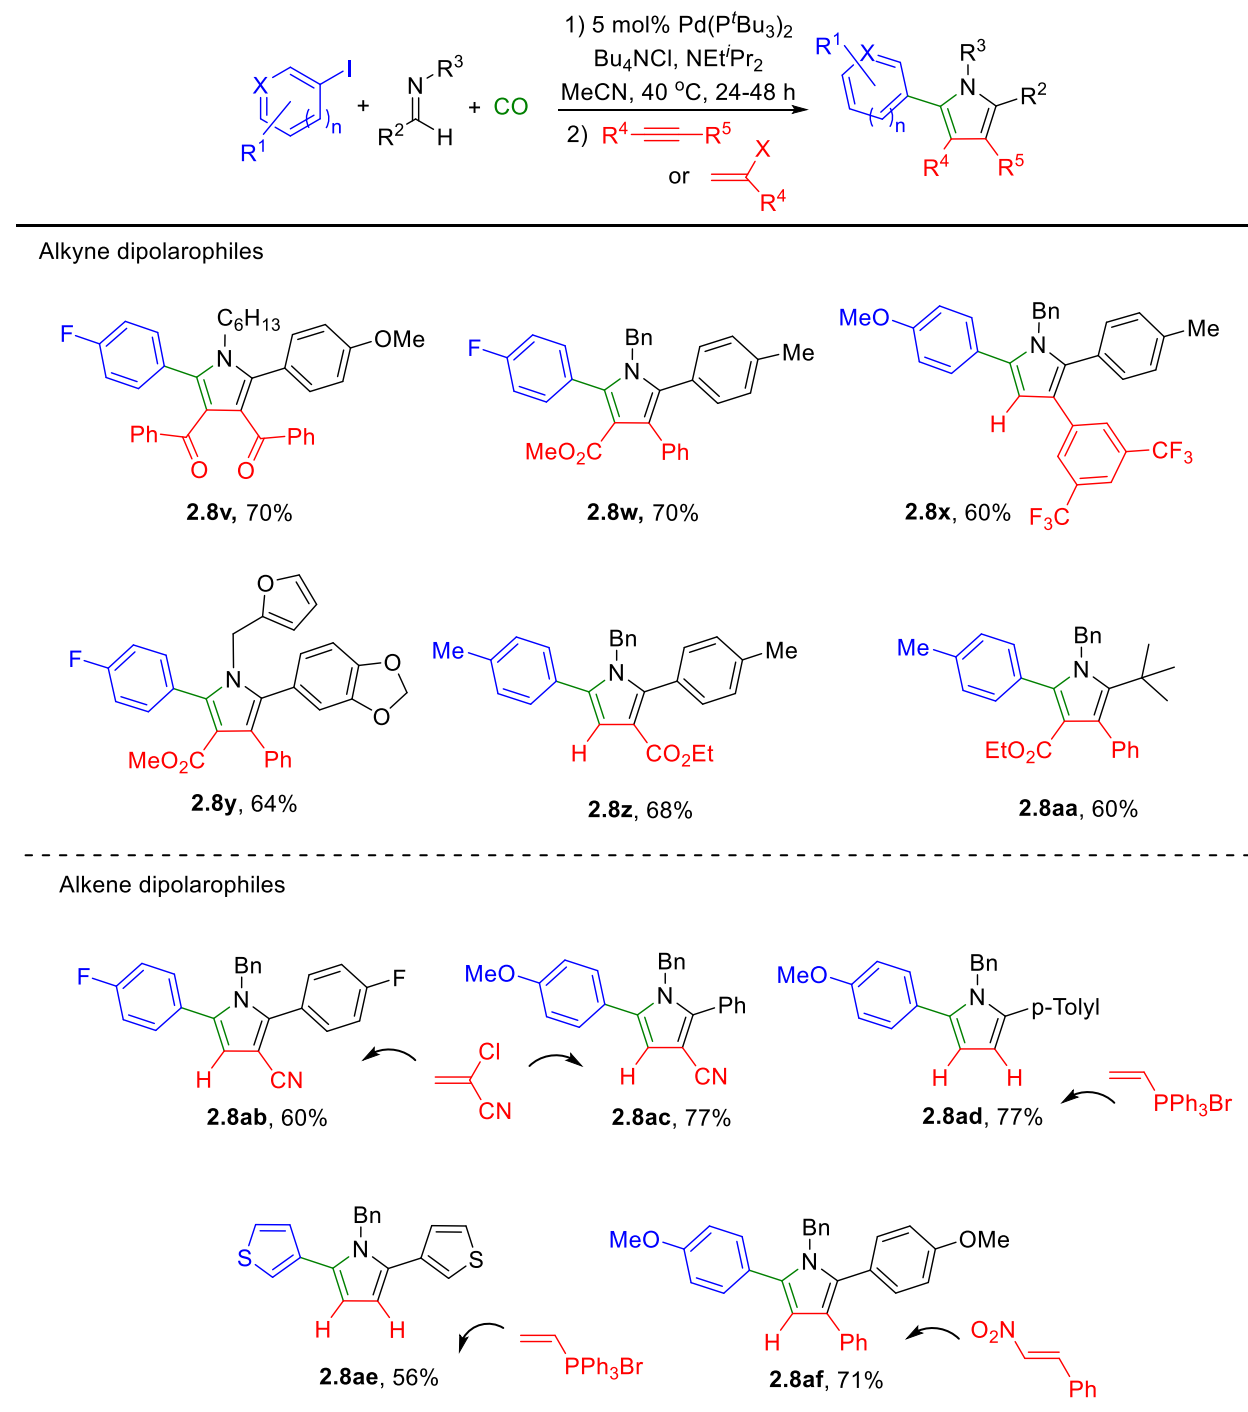 1) 5 mol% Pd(PᵗBu₃)₂
Bu₄NCl, NEtⁱPr₂
MeCN, 40 ºC, 24-48 h
2) R⁴ R⁵
or X
R⁴
X I
n
R¹
+
N R³
R² H
+ CO
R¹ X
n
R³
N
R²
R⁴ R⁵
Alkyne dipolarophiles
F C₆H₁₃ N OMe
Ph O O Ph
2.8v, 70%
F Bn N Me
MeO₂C Ph
2.8w, 70%
MeO Bn N Me
H CF₃
F₃C
2.8x, 60%
O
F N O O
MeO₂C Ph
2.8y, 64%
Me Bn N Me
H CO₂Et
2.8z, 68%
Me Bn N
EtO₂C Ph
2.8aa, 60%
Alkene dipolarophiles
F Bn N F
H CN
2.8ab, 60%
Cl
CN
MeO Bn N Ph
H CN
2.8ac, 77%
MeO Bn N p-Tolyl
H H
2.8ad, 77%
PPh₃Br
S Bn N S
H H
2.8ae, 56%
PPh₃Br
MeO Bn N OMe
H Ph
2.8af, 71%
O₂N
Ph